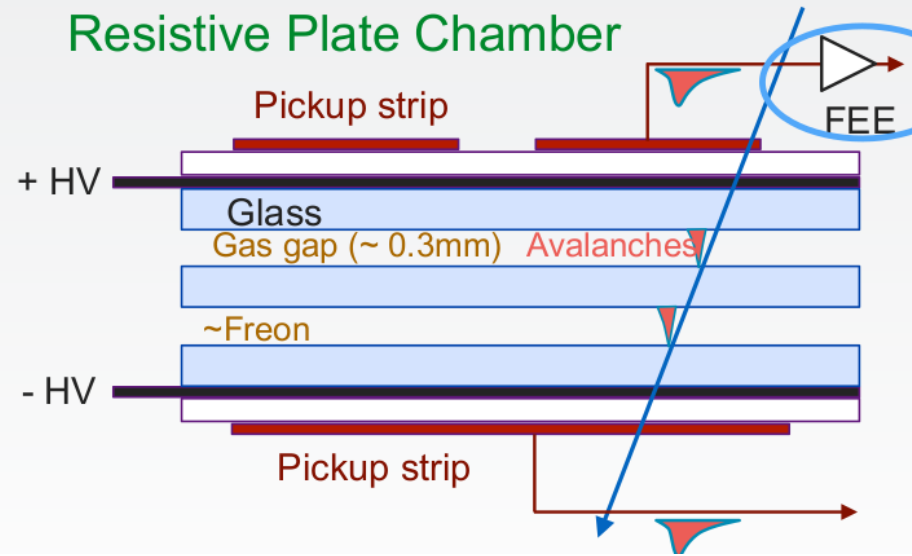 Resistive Plate Chamber
Pickup strip
FEE
+ HV
Glass
Gas gap (~ 0.3mm) Avalanches
~Freon
- HV
Pickup strip